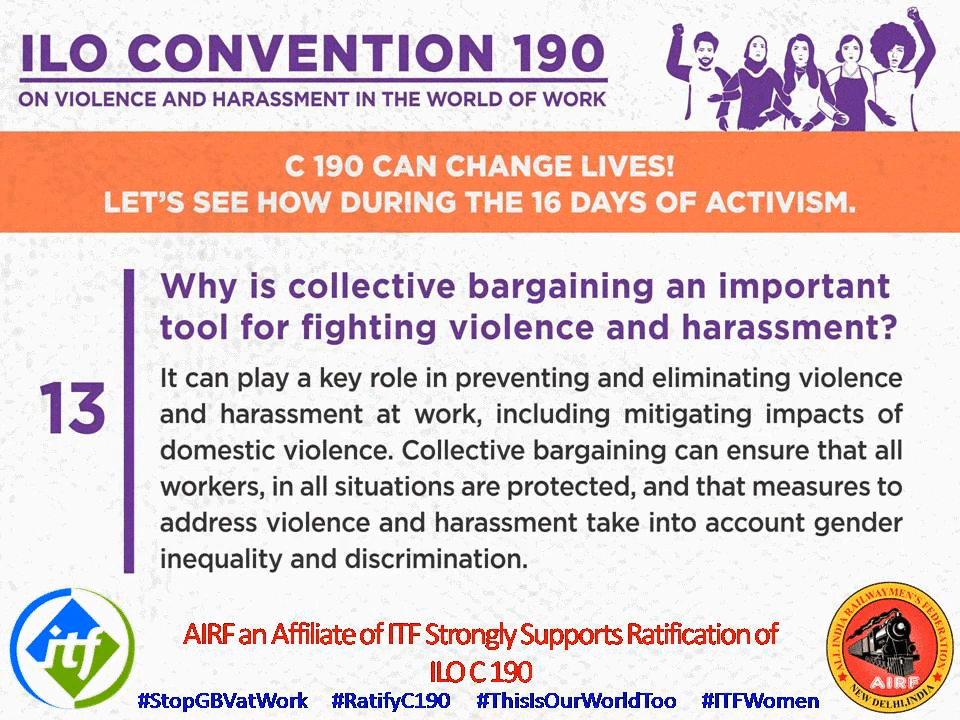 ILO CONVENTION 190
ON VIOLENCE AND HARASSMENT IN THE WORLD OF WORK
C 190 CAN CHANGE LIVES!
LET'S SEE HOW DURING THE 16 DAYS OF ACTIVISM.
13
Why is collective bargaining an important
tool for fighting violence and harassment?
It can play a key role in preventing and eliminating violence
and harassment at work, including mitigating impacts of
domestic violence. Collective bargaining can ensure that all
workers, in all situations are protected, and that measures to
address violence and harassment take into account gender
inequality and discrimination.
itf
AIRF an Affiliate of ITF Strongly Supports Ratification of
ILO C 190
#StopGBVatWork #RatifyC190 #ThisIsOurWorldToo #ITFWomen
ALL INDIA RAILWAYMEN'S FEDERATION
AIRF
NEW DELHI, INDIA